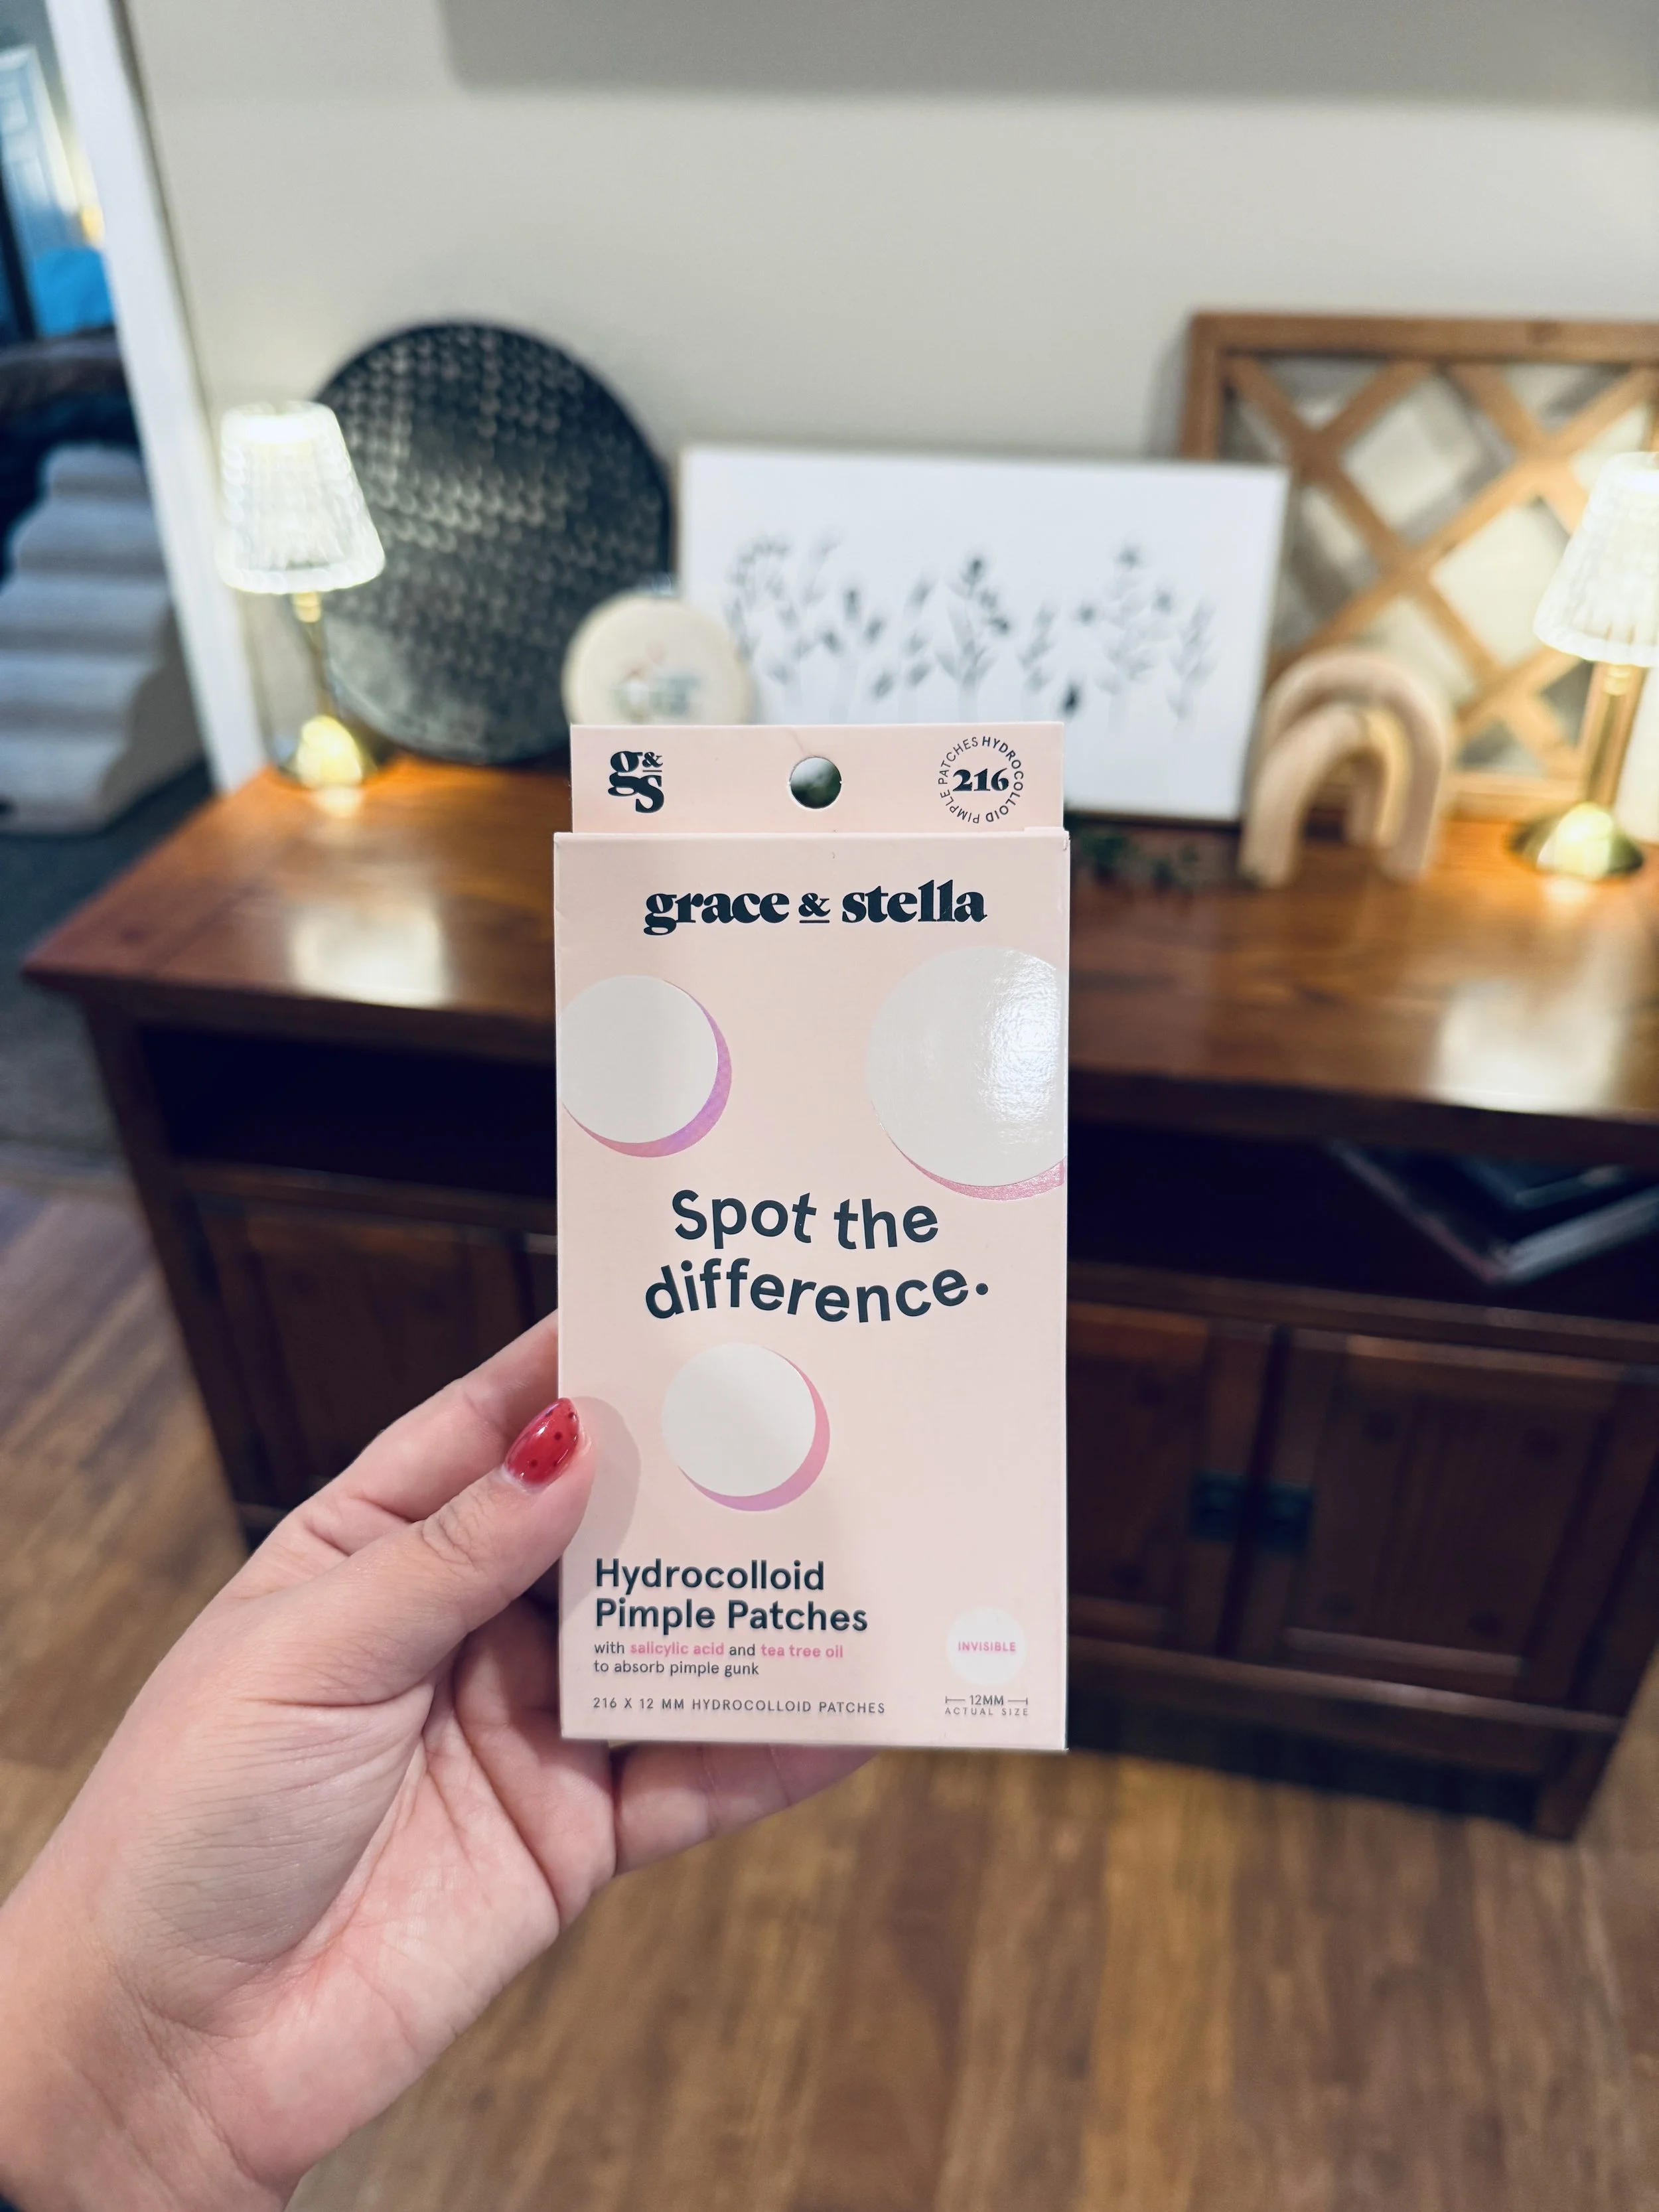 g&s
216
HYDROCOLLOID PIMPLE PATCHES
grace & stella
Spot the
difference.
Hydrocolloid
Pimple Patches
with salicylic acid and tea tree oil
to absorb pimple gunk
216 X 12 MM HYDROCOLLOID PATCHES
INVISIBLE
12MM
ACTUAL SIZE